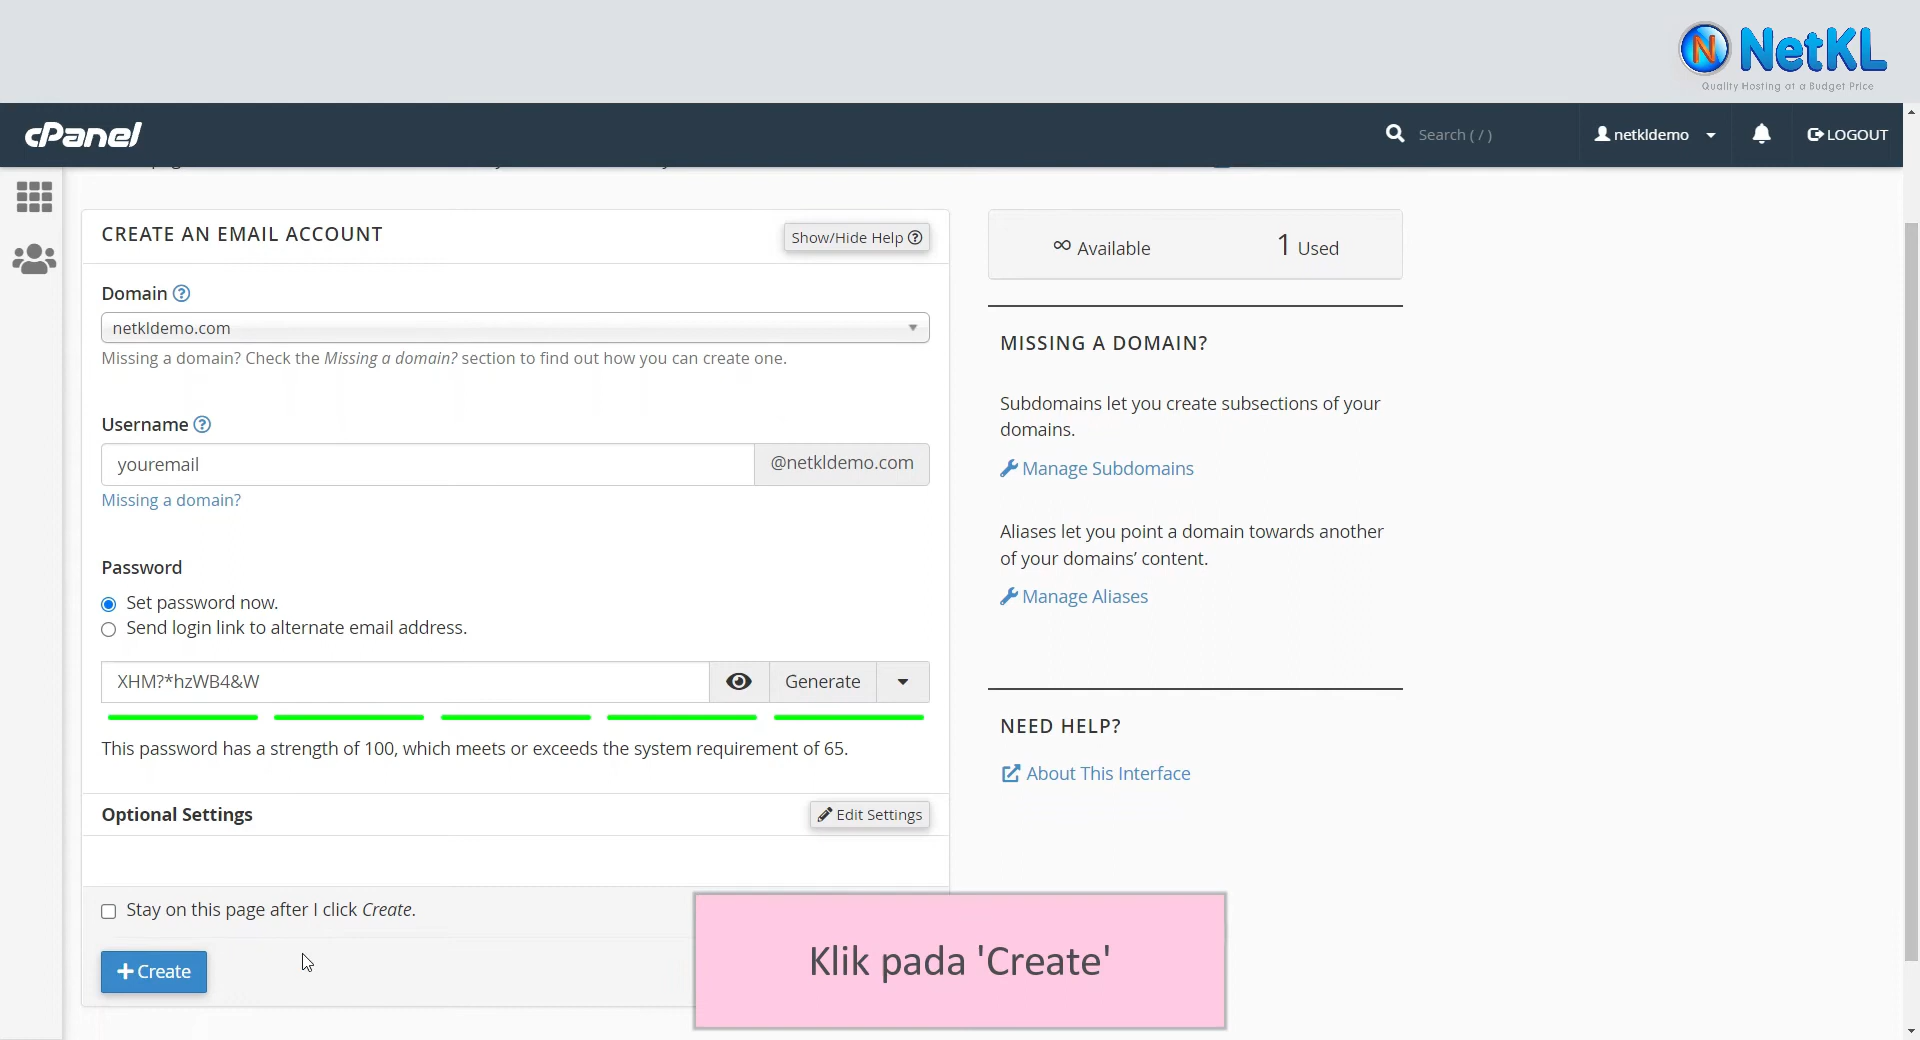 NetKL
Quality Hosting at a Budget Price
cPanel
Search ( / )
netkldemo
LOGOUT
CREATE AN EMAIL ACCOUNT
Show/Hide Help
Domain
netkldemo.com
Missing a domain? Check the Missing a domain? section to find out how you can create one.
Username
youremail
@netkldemo.com
Missing a domain?
Password
Set password now.
Send login link to alternate email address.
XHM?*hzWB4&W
Generate
This password has a strength of 100, which meets or exceeds the system requirement of 65.
Optional Settings
Edit Settings
Stay on this page after I click Create.
Create
∞ Available
1 Used
MISSING A DOMAIN?
Subdomains let you create subsections of your
domains.
Manage Subdomains
Aliases let you point a domain towards another
of your domains’ content.
Manage Aliases
NEED HELP?
About This Interface
Klik pada 'Create'